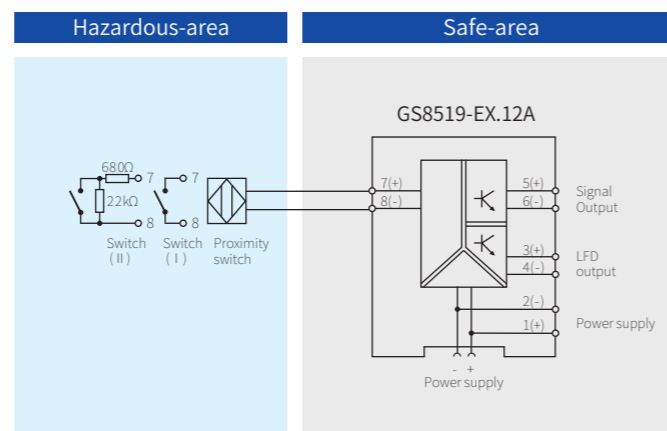 Hazardous-area
Safe-area
GS8519-EX.12A
680Ω
7
7
22kΩ
8
8
Switch
(Ⅱ)
Switch
(Ⅰ)
Proximity
switch
7(+)
8(-)
5(+)
6(-)
Signal
Output
3(+)
4(-)
LFD
output
2(-)
1(+)
Power supply
- +
Power supply